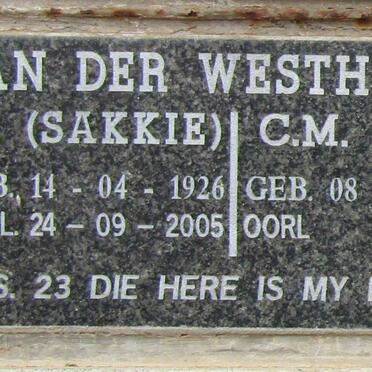 AN DER WESTH
(SAKKIE) C.M.
B. 14 - 04 - 1926 GEB. 08
L. 24 - 09 - 2005 OORL
S. 23 DIE HERE IS MY